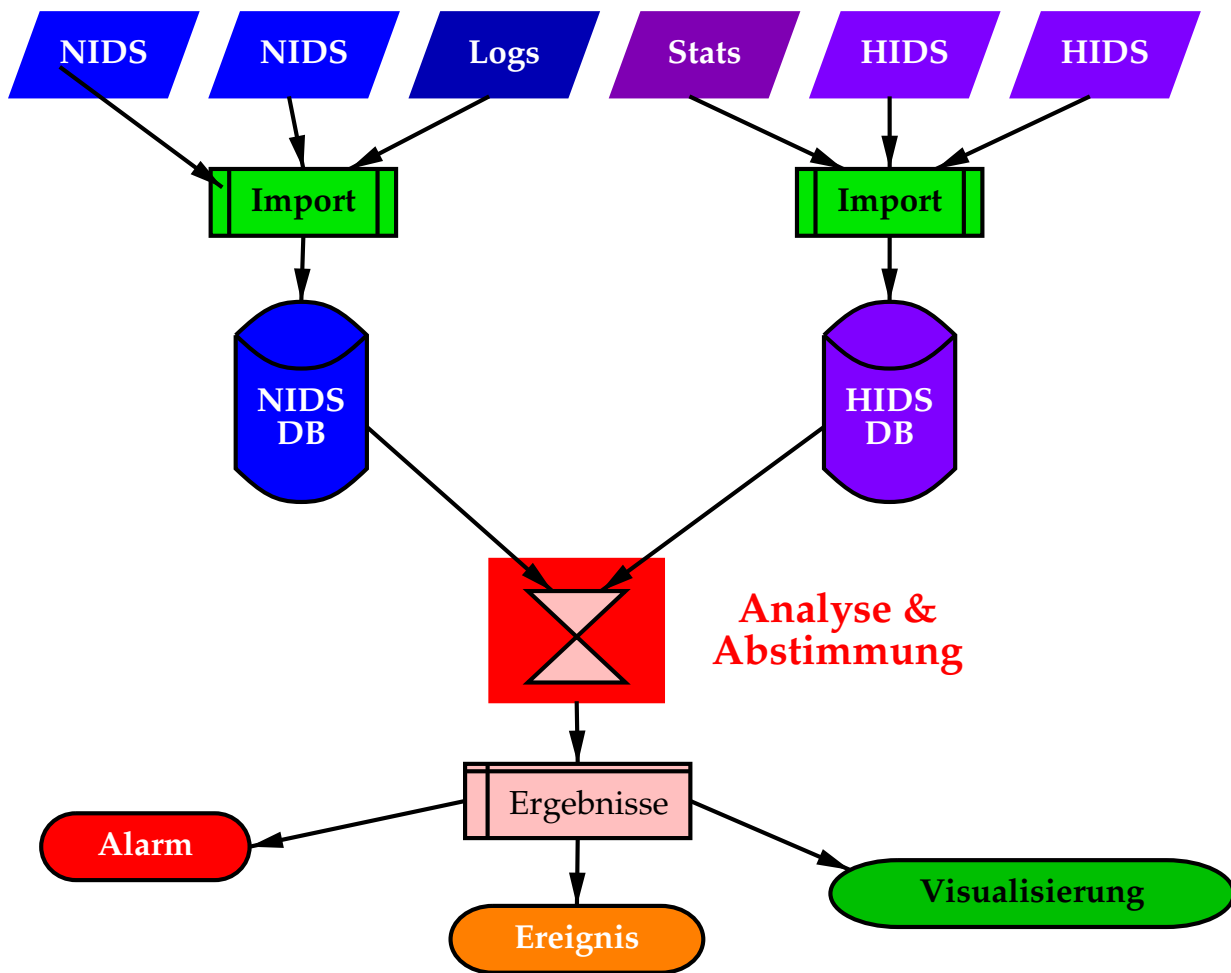 NIDS
NIDS
Logs
Stats
HIDS
HIDS
Import
Import
NIDS
DB
HIDS
DB
Analyse &
Abstimmung
Ergebnisse
Alarm
Visualisierung
Ereignis